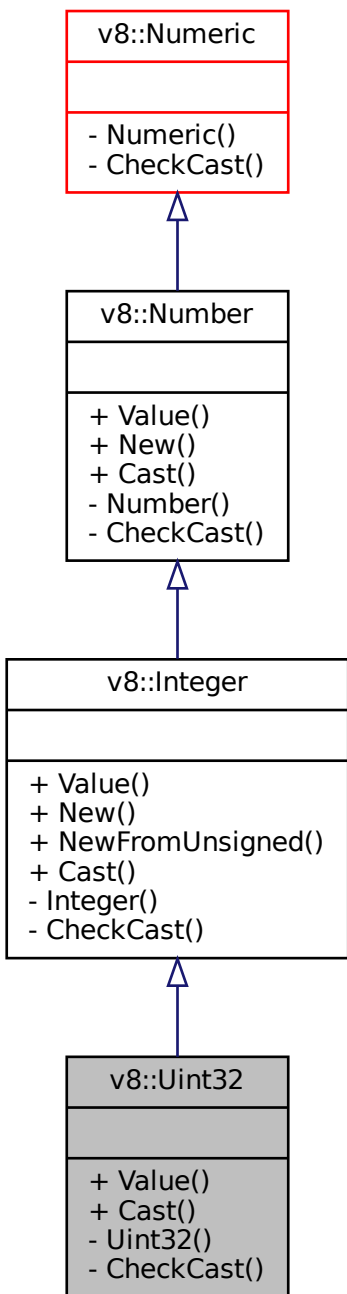 v8::Numeric
- Numeric()
- CheckCast()
v8::Number
+ Value()
+ New()
+ Cast()
- Number()
- CheckCast()
v8::Integer
+ Value()
+ New()
+ NewFromUnsigned()
+ Cast()
- Integer()
- CheckCast()
v8::Uint32
+ Value()
+ Cast()
- Uint32()
- CheckCast()